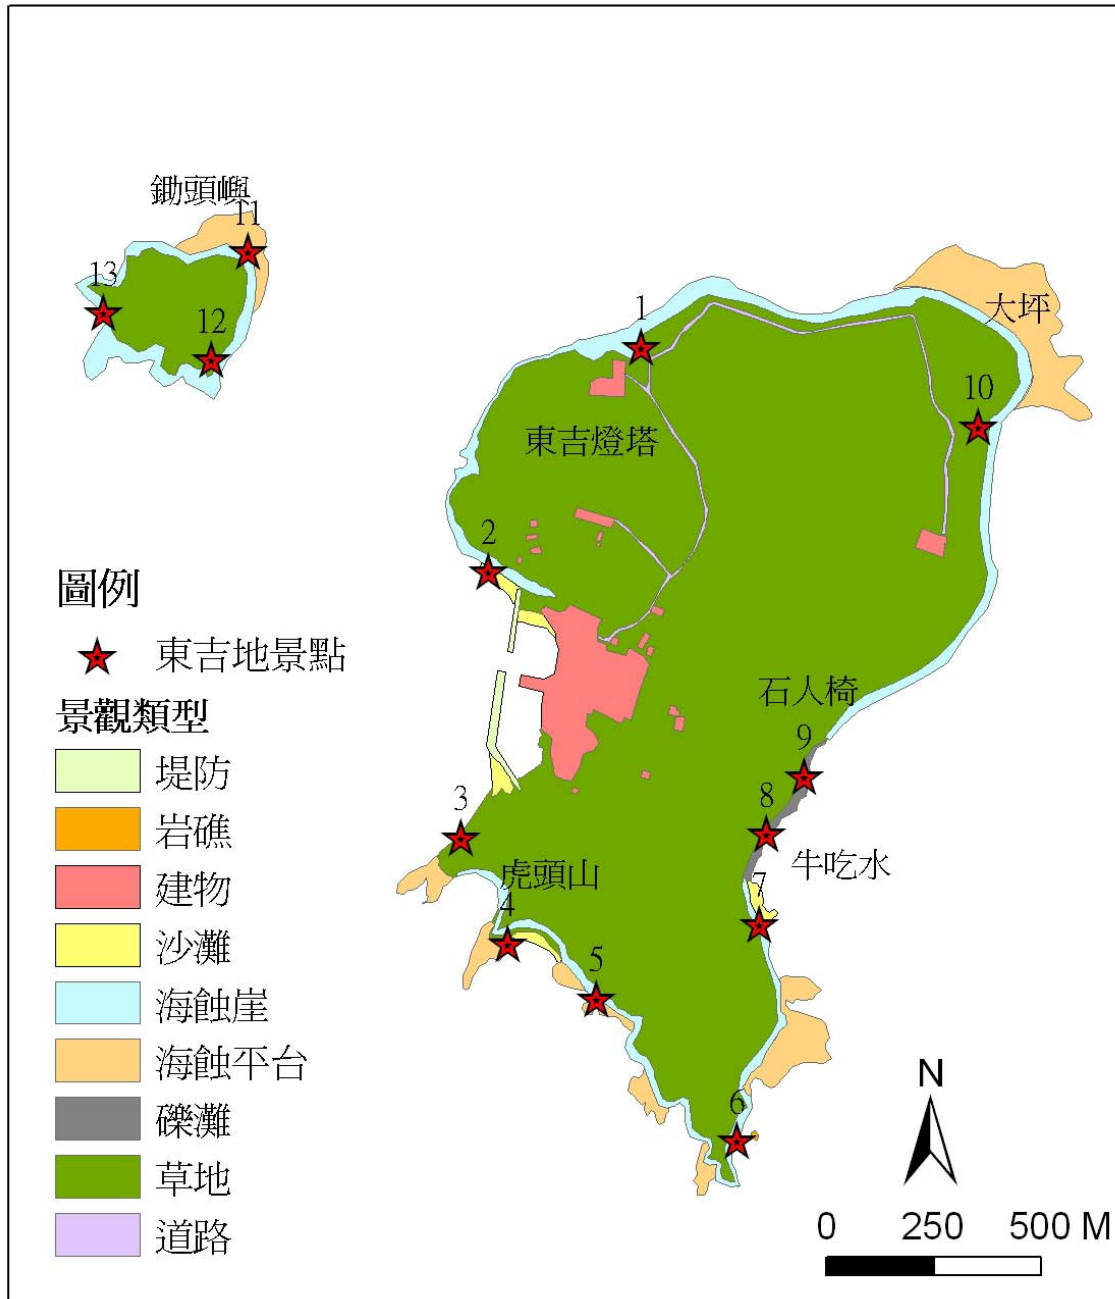 鋤頭嶼
11
13
12
1
大坪
10
東吉燈塔
2
圖例
東吉地景點
石人椅
景觀類型
9
堤防
3
8
岩礁
虎頭山
牛吃水
7
建物
4
沙灘
5
海蝕崖
海蝕平台
N
礫灘
6
草地
道路
0 250 500 M